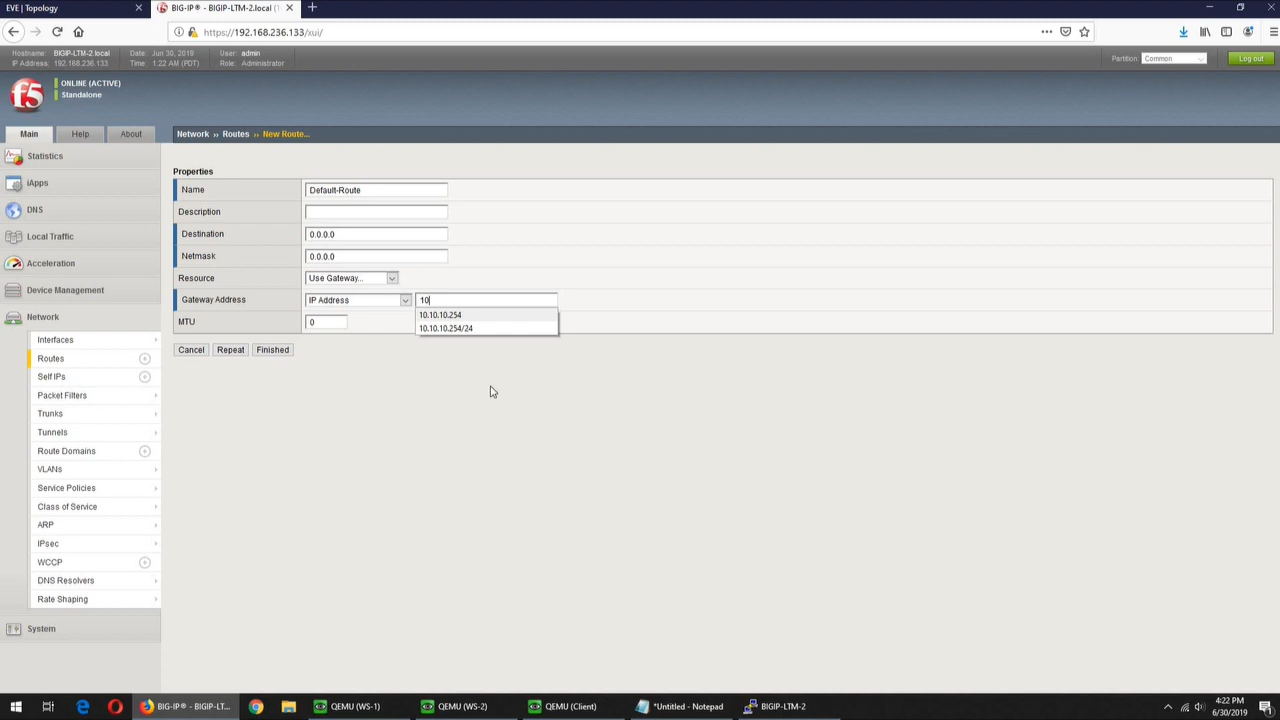 EVE | Topology
BIG-IP® - BIGIP-LTM-2.local (1
https://192.168.236.133/xui/
Hostname: BIGIP-LTM-2.local Date: Jun 30, 2019 User: admin
IP Address: 192.168.236.133 Time: 1:22 AM (PDT) Role: Administrator
Partition Common Log out
f5
ONLINE (ACTIVE)
Standalone
Main Help About
Network ›› Routes ›› New Route...
Statistics
iApps
DNS
Local Traffic
Acceleration
Device Management
Network
Interfaces
Routes
Self IPs
Packet Filters
Trunks
Tunnels
Route Domains
VLANs
Service Policies
Class of Service
ARP
IPsec
WCCP
DNS Resolvers
Rate Shaping
System
Properties
Name Default-Route
Description
Destination 0.0.0.0
Netmask 0.0.0.0
Resource Use Gateway...
Gateway Address IP Address 10
10.10.10.254
10.10.10.254/24
MTU 0
Cancel Repeat Finished
BIG-IP® - BIGIP-LT... QEMU (WS-1) QEMU (WS-2) QEMU (Client) *Untitled - Notepad BIGIP-LTM-2
4:22 PM
6/30/2019